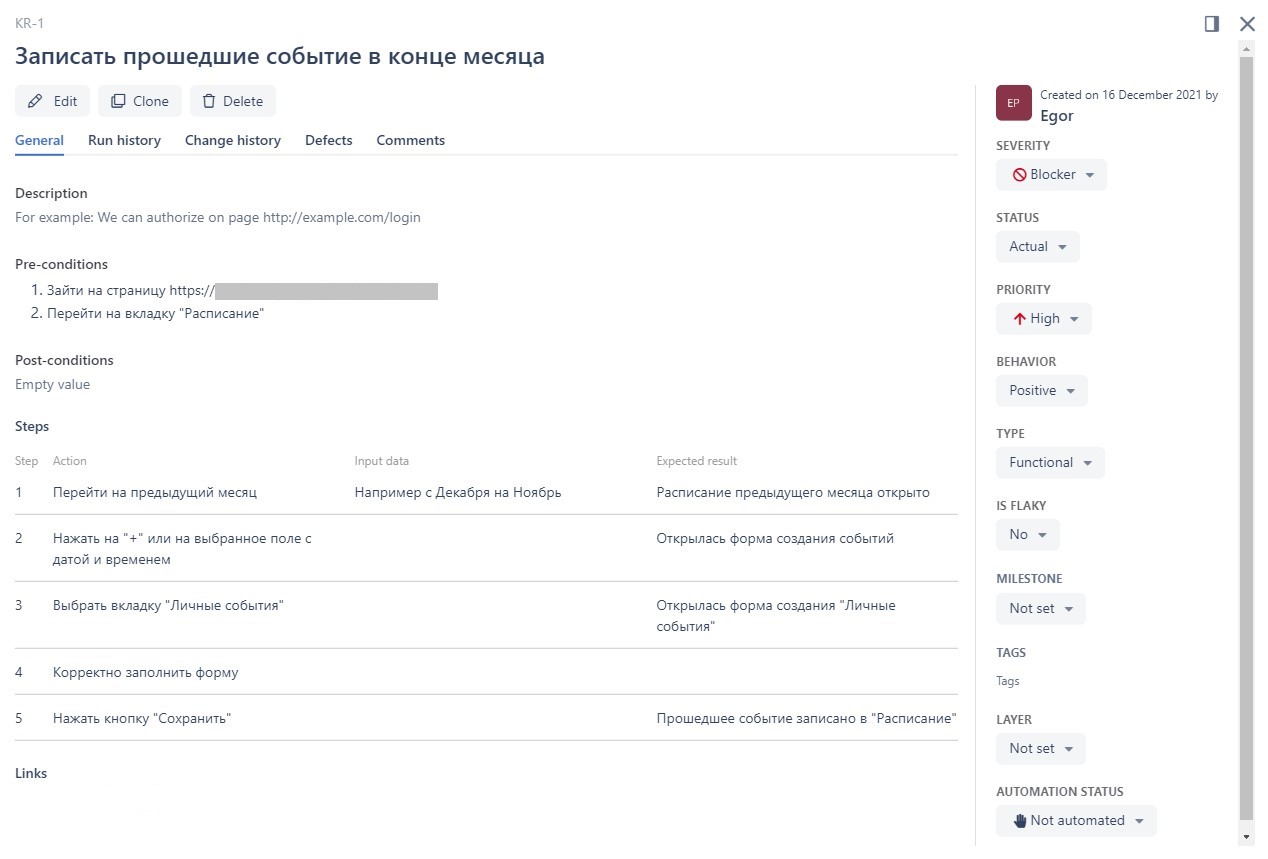 KR-1
Записать прошедшие событие в конце месяца
Edit
Clone
Delete
General
Run history
Change history
Defects
Comments
Description
For example: We can authorize on page http://example.com/login
Pre-conditions
1. Зайти на страницу https://
2. Перейти на вкладку "Расписание"
Post-conditions
Empty value
Steps
Step Action Input data Expected result
1 Перейти на предыдущий месяц Например с Декабря на Ноябрь Расписание предыдущего месяца открыто
2 Нажать на "+" или на выбранное поле с Открылась форма создания событий
датой и временем
3 Выбрать вкладку "Личные события" Открылась форма создания "Личные
события"
4 Корректно заполнить форму
5 Нажать кнопку "Сохранить" Прошедшее событие записано в "Расписание"
Links
EP
Created on 16 December 2021 by
Egor
SEVERITY
Blocker
STATUS
Actual
PRIORITY
High
BEHAVIOR
Positive
TYPE
Functional
IS FLAKY
No
MILESTONE
Not set
TAGS
Tags
LAYER
Not set
AUTOMATION STATUS
Not automated